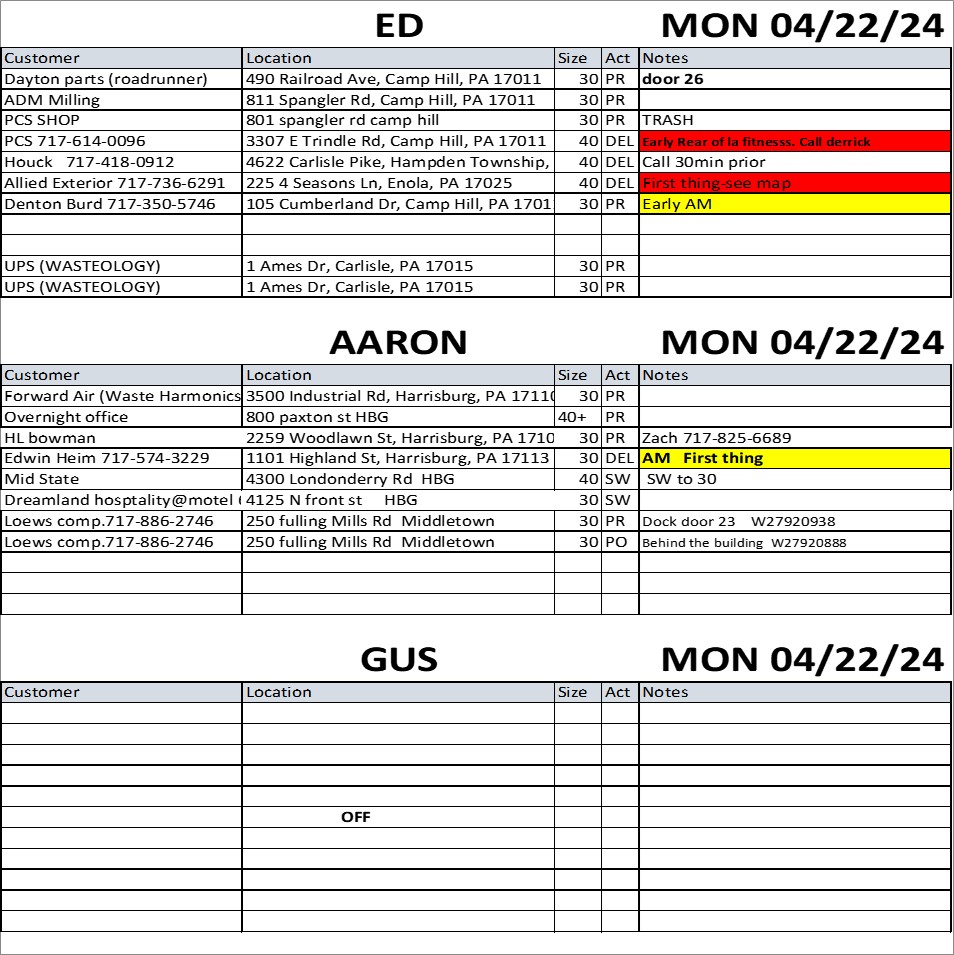 ED MON 04/22/24
Customer Location Size Act Notes
Dayton parts (roadrunner) 490 Railroad Ave, Camp Hill, PA 17011 30 PR door 26
ADM Milling 811 Spangler Rd, Camp Hill, PA 17011 30 PR
PCS SHOP 801 spangler rd camp hill 30 PR TRASH
PCS 717-614-0096 3307 E Trindle Rd, Camp Hill, PA 17011 40 DEL Early Rear of la fitnesss. Call derrick
Houck 717-418-0912 4622 Carlisle Pike, Hampden Township, 40 DEL Call 30min prior
Allied Exterior 717-736-6291 225 4 Seasons Ln, Enola, PA 17025 40 DEL First thing-see map
Denton Burd 717-350-5746 105 Cumberland Dr, Camp Hill, PA 1701 30 PR Early AM
UPS (WASTEOLOGY) 1 Ames Dr, Carlisle, PA 17015 30 PR
UPS (WASTEOLOGY) 1 Ames Dr, Carlisle, PA 17015 30 PR
AARON MON 04/22/24
Customer Location Size Act Notes
Forward Air (Waste Harmonics 3500 Industrial Rd, Harrisburg, PA 17110 30 PR
Overnight office 800 paxton st HBG 40+ PR
HL bowman 2259 Woodlawn St, Harrisburg, PA 1710 30 PR Zach 717-825-6689
Edwin Heim 717-574-3229 1101 Highland St, Harrisburg, PA 17113 30 DEL AM First thing
Mid State 4300 Londonderry Rd HBG 40 SW SW to 30
Dreamland hosptality@motel 4125 N front st HBG 30 SW
Loews comp.717-886-2746 250 fulling Mills Rd Middletown 30 PR Dock door 23 W27920938
Loews comp.717-886-2746 250 fulling Mills Rd Middletown 30 PO Behind the building W27920888
GUS MON 04/22/24
Customer Location Size Act Notes
OFF